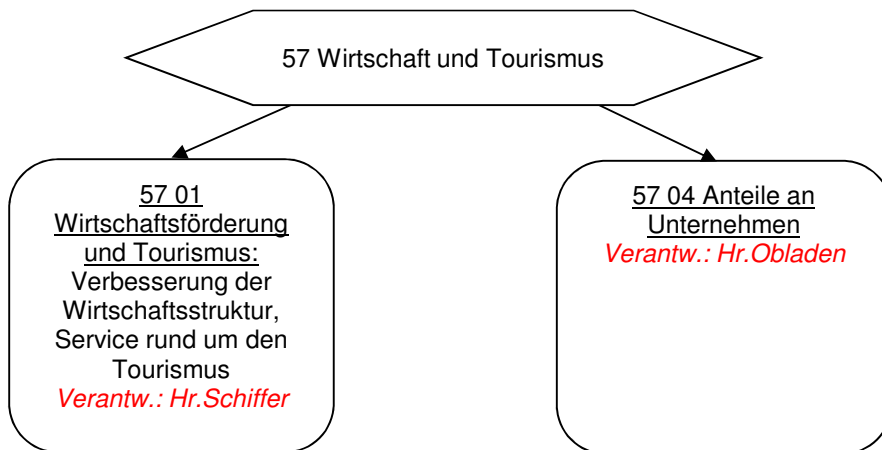 57 Wirtschaft und Tourismus
57 01
Wirtschaftsförderung
und Tourismus:
Verbesserung der
Wirtschaftsstruktur,
Service rund um den
Tourismus
Verantw.: Hr.Schiffer
57 04 Anteile an
Unternehmen
Verantw.: Hr.Obladen